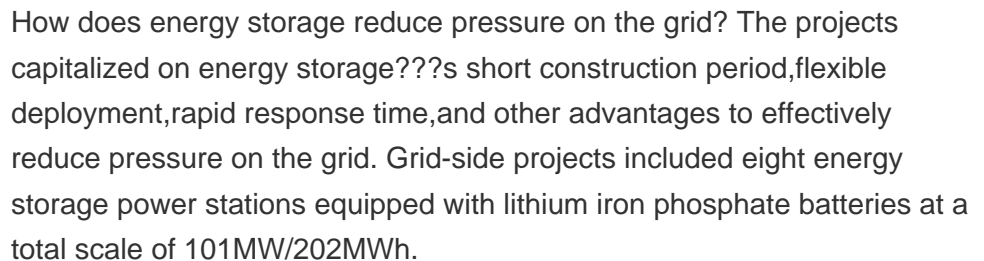 How does energy storage reduce pressure on the grid? The projects
capitalized on energy storage???s short construction period,flexible
deployment,rapid response time,and other advantages to effectively
reduce pressure on the grid. Grid-side projects included eight energy
storage power stations equipped with lithium iron phosphate batteries at a
total scale of 101MW/202MWh.